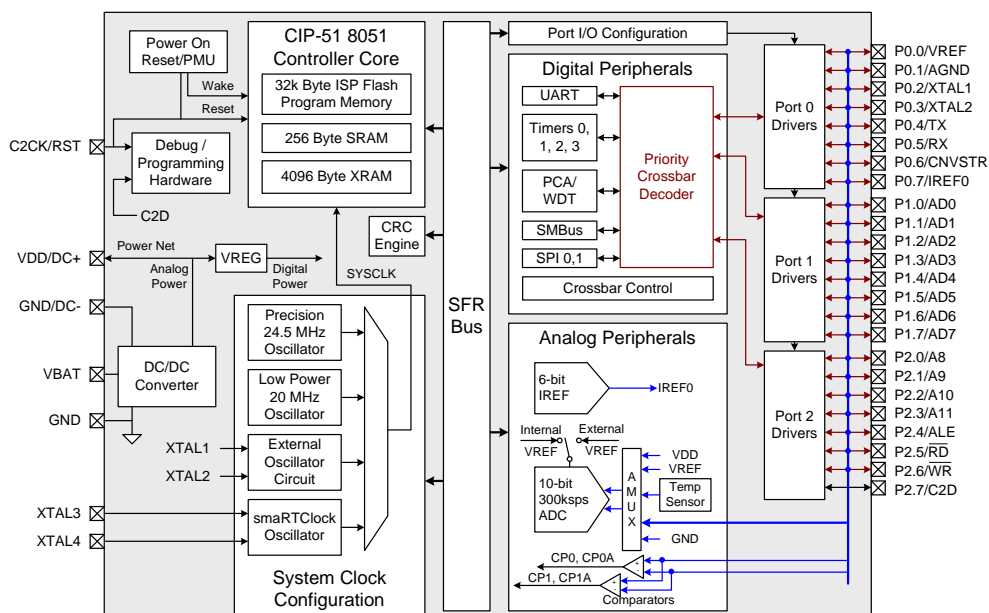 Power On
Reset/PMU
Wake
Reset
C2CK/RST
Debug /
Programming
Hardware
C2D
CIP-51 8051
Controller Core
32k Byte ISP Flash
Program Memory
256 Byte SRAM
4096 Byte XRAM
CRC
Engine
VDD/DC+
Power Net
Analog
Power
VREG
Digital
Power
SYSCLK
GND/DC-
VBAT
GND
DC/DC
Converter
XTAL1
XTAL2
XTAL3
XTAL4
Precision
24.5 MHz
Oscillator
Low Power
20 MHz
Oscillator
External
Oscillator
Circuit
smaRTClock
Oscillator
System Clock
Configuration
SFR
Bus
Port I/O Configuration
Digital Peripherals
UART
Timers 0,
1, 2, 3
PCA/
WDT
SMBus
SPI 0,1
Priority
Crossbar
Decoder
Crossbar Control
Analog Peripherals
6-bit
IREF
IREF0
Internal
VREF
External
VREF
10-bit
300ksps
ADC
A
M
U
X
VDD
VREF
Temp
Sensor
GND
CP0, CP0A
CP1, CP1A
+
-
+
-
Comparators
Port 0
Drivers
Port 1
Drivers
Port 2
Drivers
P0.0/VREF
P0.1/AGND
P0.2/XTAL1
P0.3/XTAL2
P0.4/TX
P0.5/RX
P0.6/CNVSTR
P0.7/IREF0
P1.0/AD0
P1.1/AD1
P1.2/AD2
P1.3/AD3
P1.4/AD4
P1.5/AD5
P1.6/AD6
P1.7/AD7
P2.0/A8
P2.1/A9
P2.2/A10
P2.3/A11
P2.4/ALE
P2.5/RD
P2.6/WR
P2.7/C2D